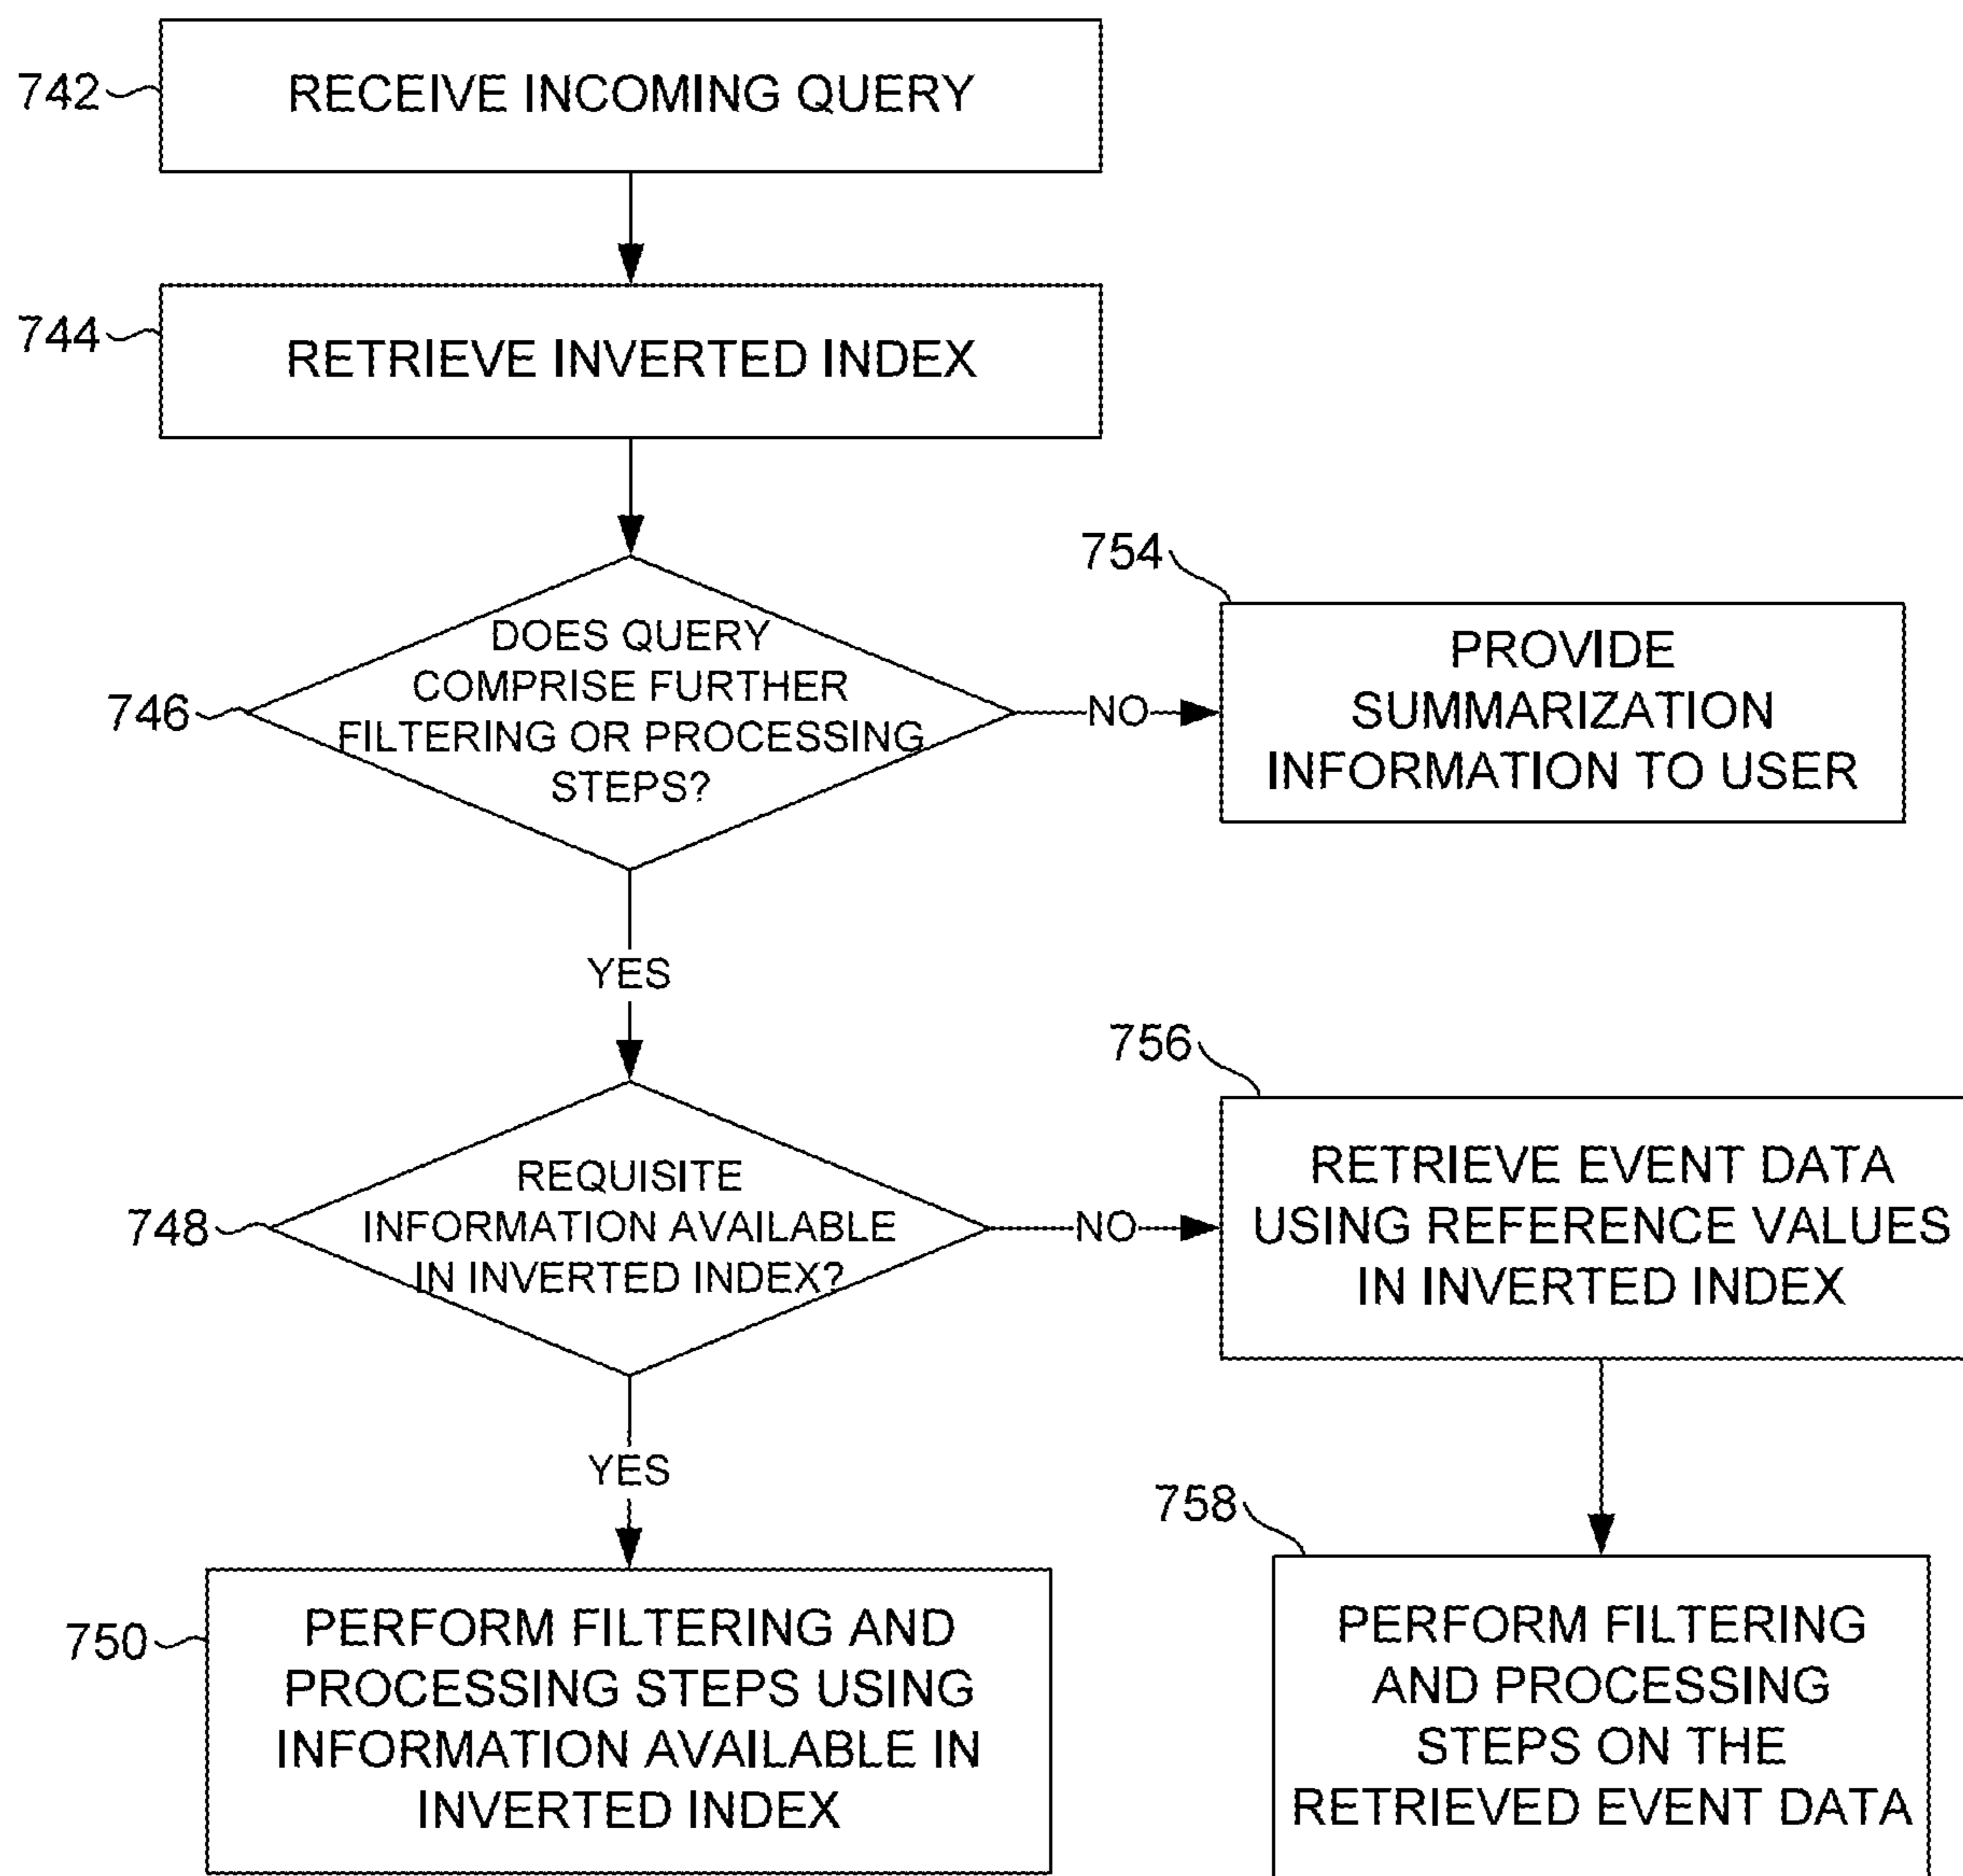 742
RECEIVE INCOMING QUERY
744
RETRIEVE INVERTED INDEX
746
DOES QUERY
COMPRISE FURTHER
FILTERING OR PROCESSING
STEPS?
NO
754
PROVIDE
SUMMARIZATION
INFORMATION TO USER
YES
748
REQUISITE
INFORMATION AVAILABLE
IN INVERTED INDEX?
NO
756
RETRIEVE EVENT DATA
USING REFERENCE VALUES
IN INVERTED INDEX
YES
750
PERFORM FILTERING AND
PROCESSING STEPS USING
INFORMATION AVAILABLE IN
INVERTED INDEX
758
PERFORM FILTERING
AND PROCESSING
STEPS ON THE
RETRIEVED EVENT DATA